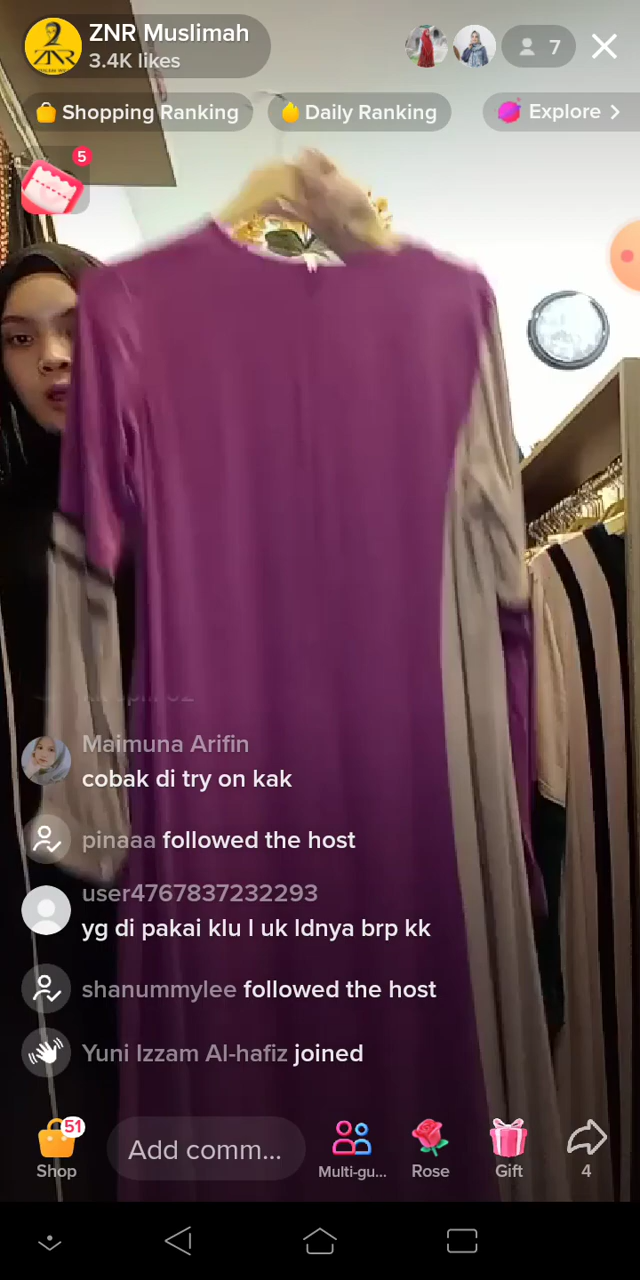 ZNR Muslimah
3.4K likes
7
Shopping Ranking
Daily Ranking
Explore
5
ZNR
Maimuna Arifin
cobak di try on kak
pinaaa followed the host
user4767837232293
yg di pakai klu l uk ldnya brp kk
shanummylee followed the host
Yuni Izzam Al-hafiz joined
51
Shop
Add comm...
Multi-gu...
Rose
Gift
4